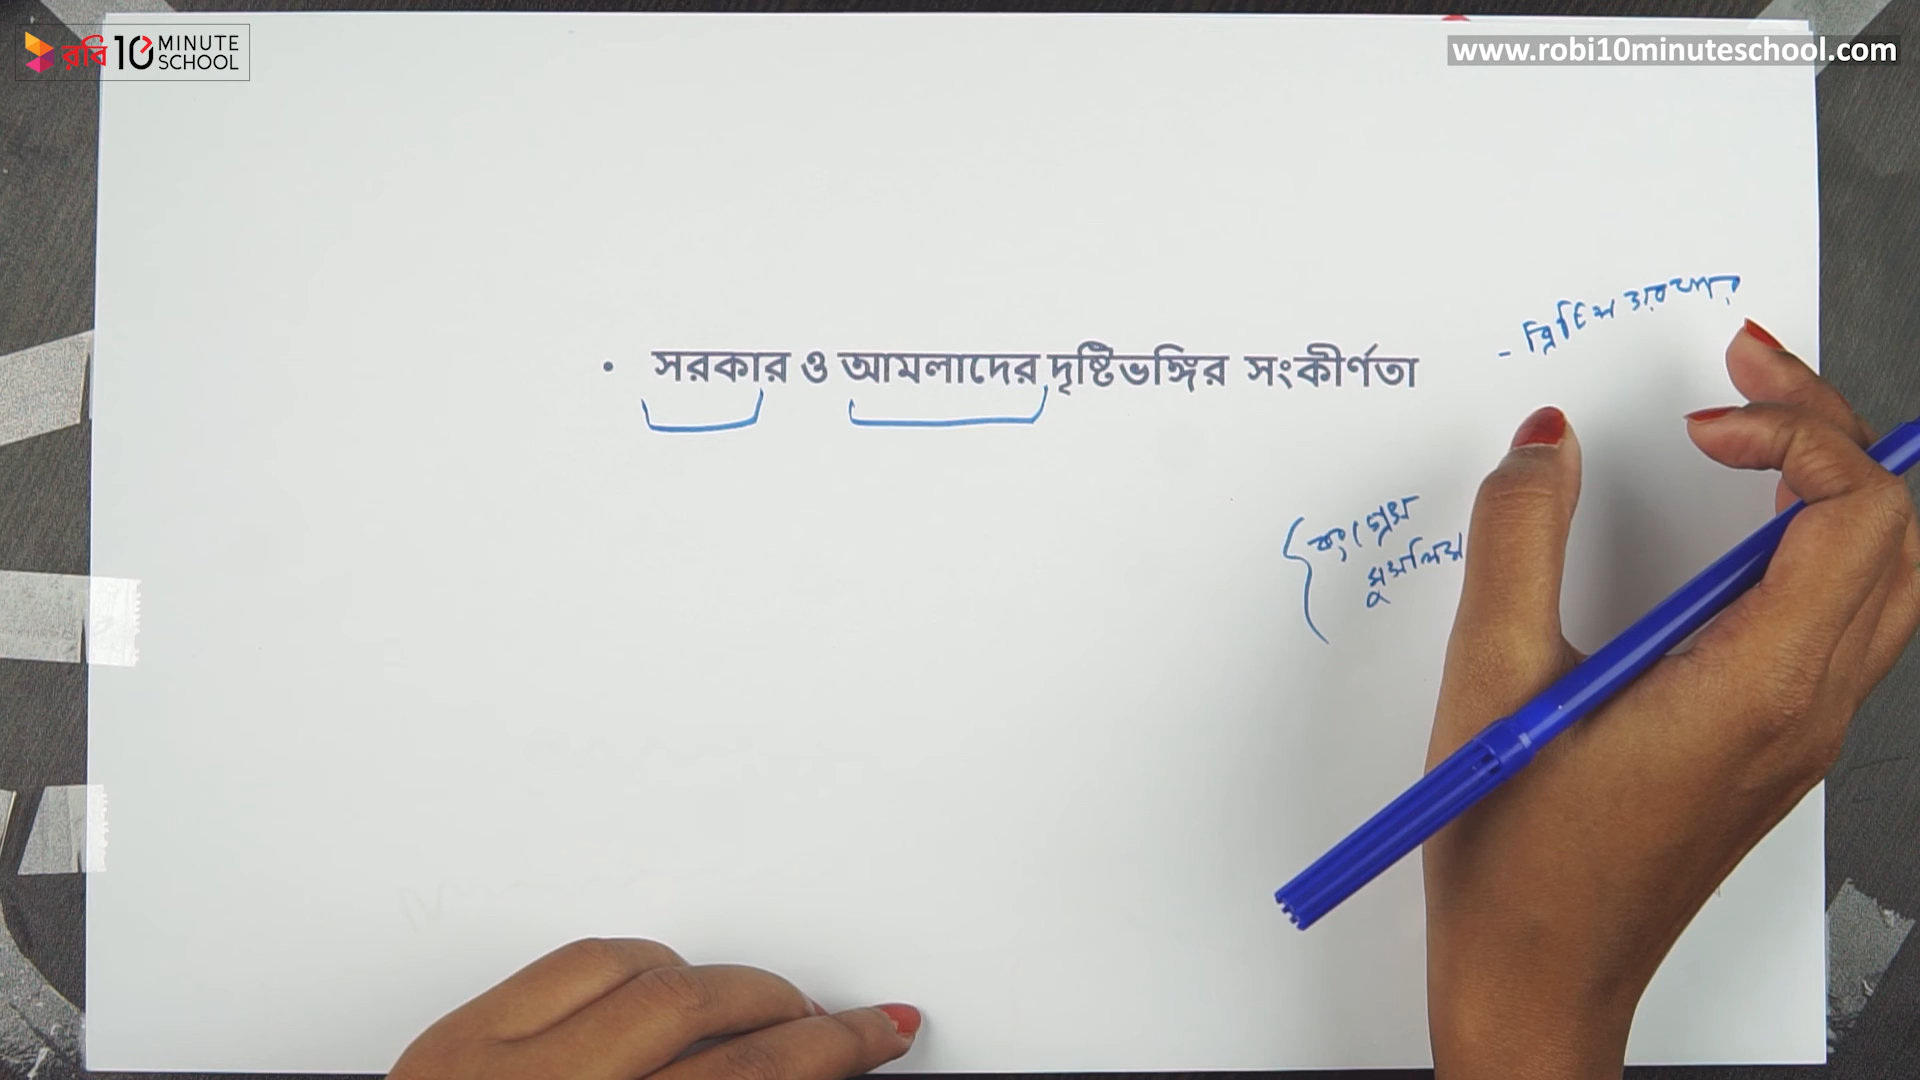 রবি 10 MINUTE SCHOOL
www.robi10minuteschool.com
• সরকার ও আমলাদের দৃষ্টিভঙ্গির সংকীর্ণতা
- ব্রিটিশ সরকার
কংগ্রেস
মুসলিম